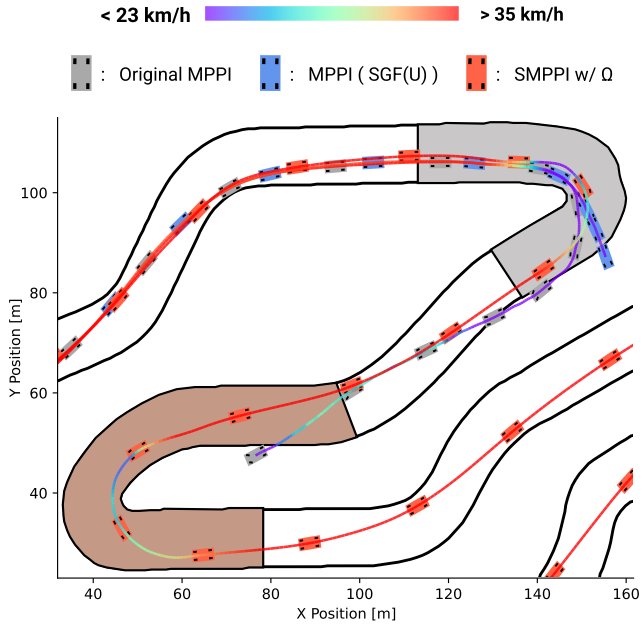 < 23 km/h > 35 km/h
: Original MPPI : MPPI ( SGF(U) ) : SMPPI w/ Ω
100
80
60
40
Y Position [m]
40 60 80 100 120 140 160
X Position [m]